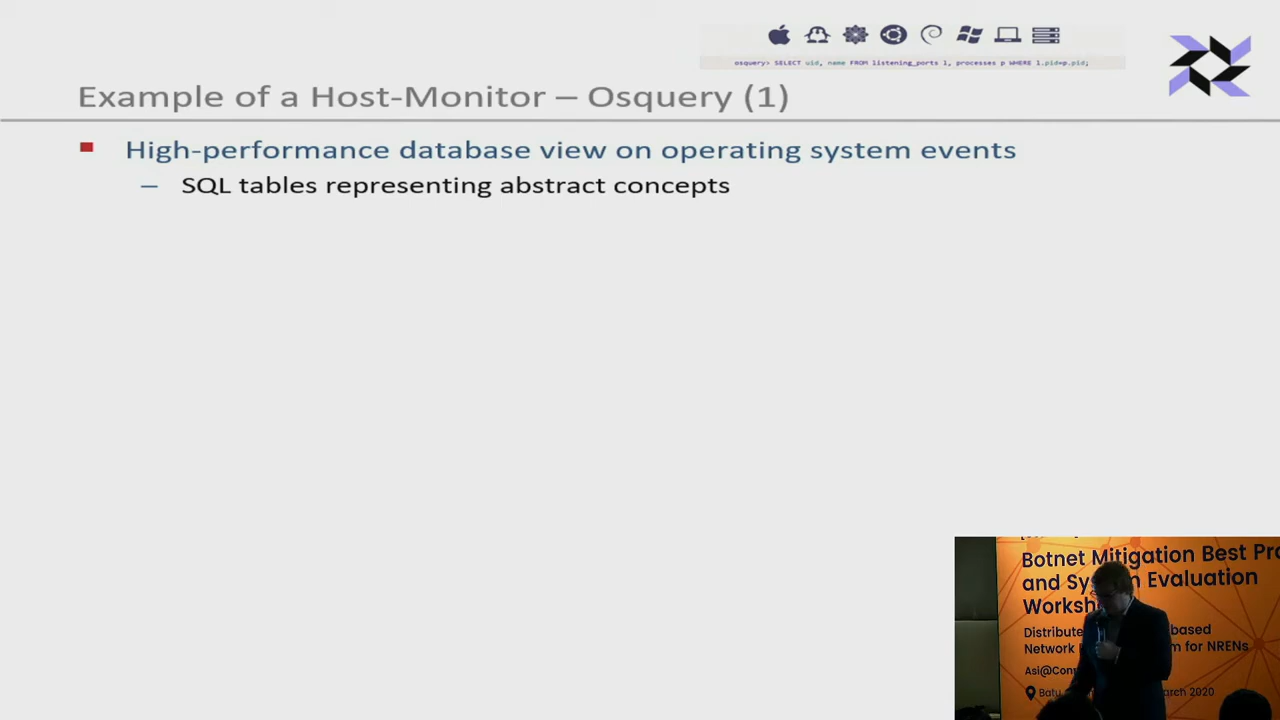 osquery> SELECT uid, name FROM listening_ports l, processes p WHERE l.pid=p.pid;
Example of a Host-Monitor – Osquery (1)
High-performance database view on operating system events
– SQL tables representing abstract concepts
Botnet Mitigation Best Pr
and Sy Evaluation
Worksh
Distribute based
Network for NRENs
Asi@Conn
Batu March 2020